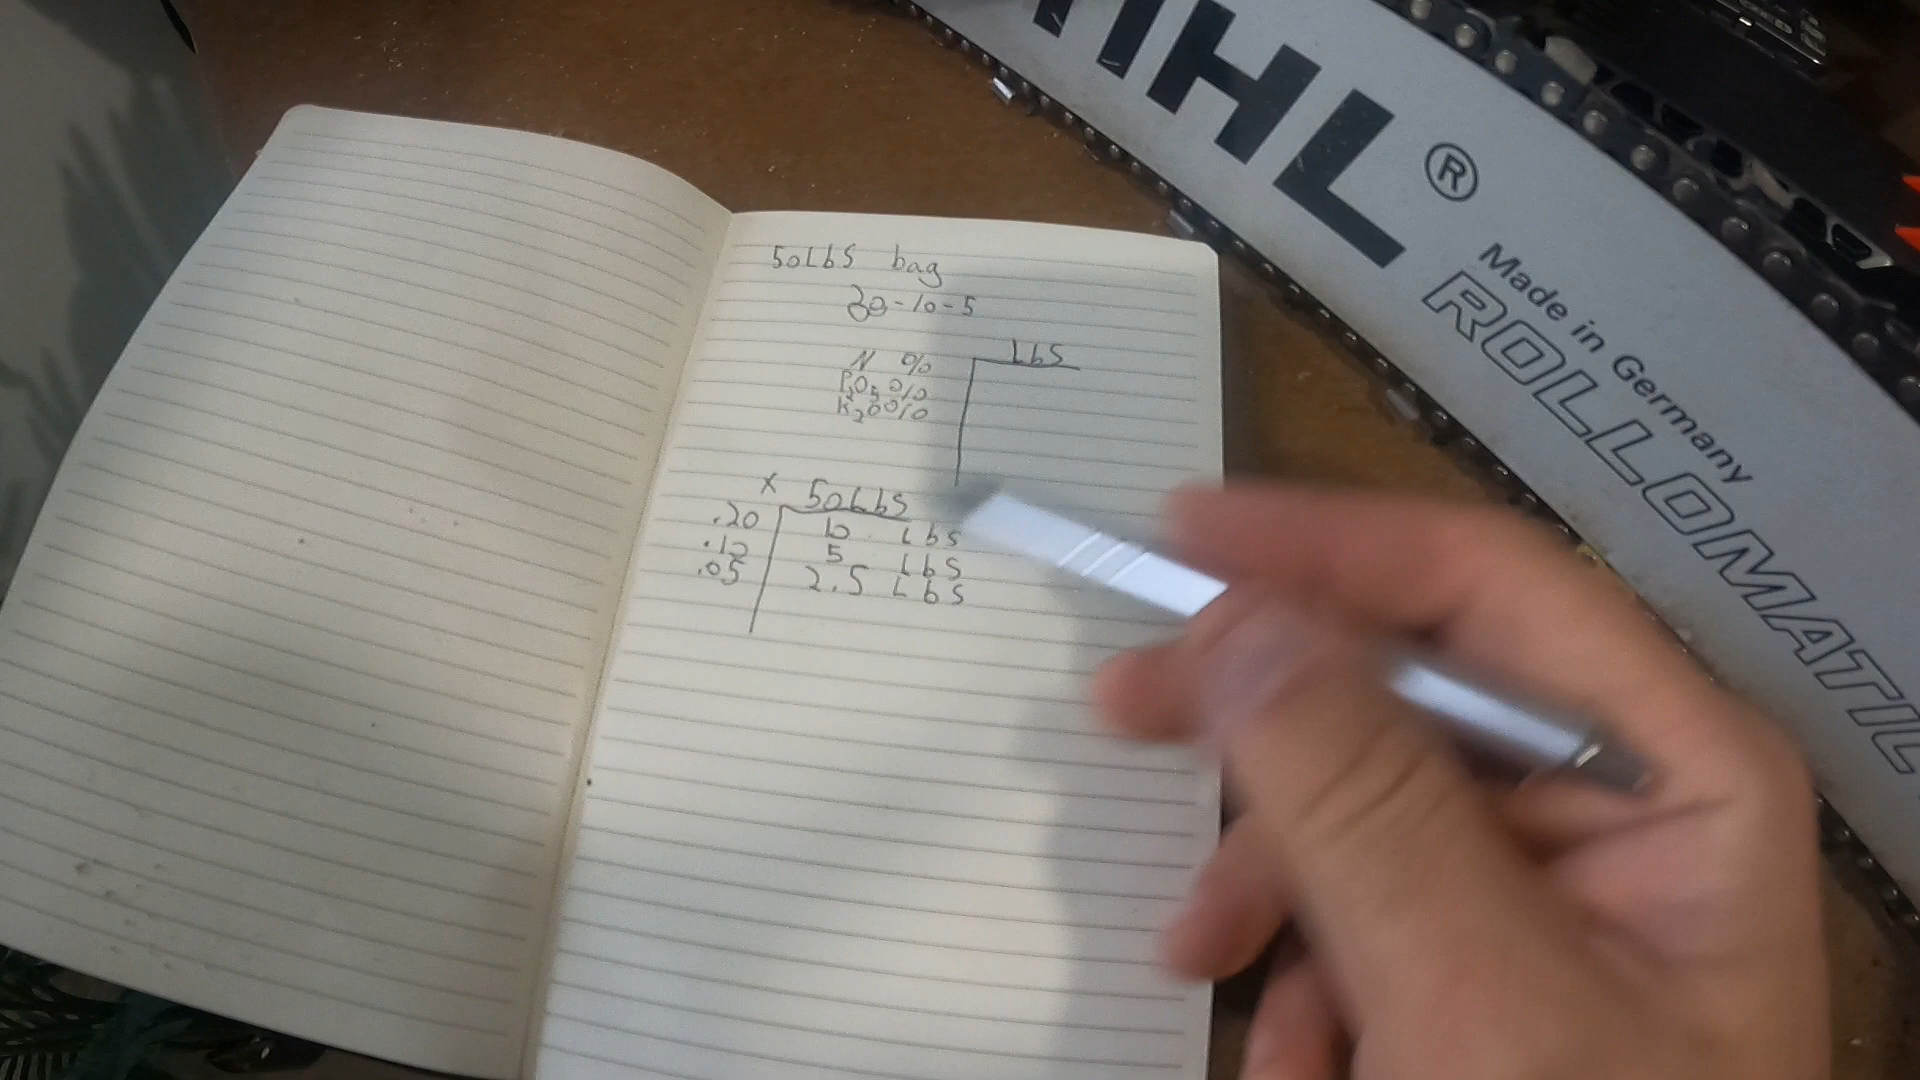 50Lbs bag
20-10-5
Lbs
N %
P2O5 %
K2O %
x 50Lbs
.20 10 Lbs
.10 5 Lbs
.05 2.5 Lbs
TIHL®
Made in Germany
ROLLOMATIC